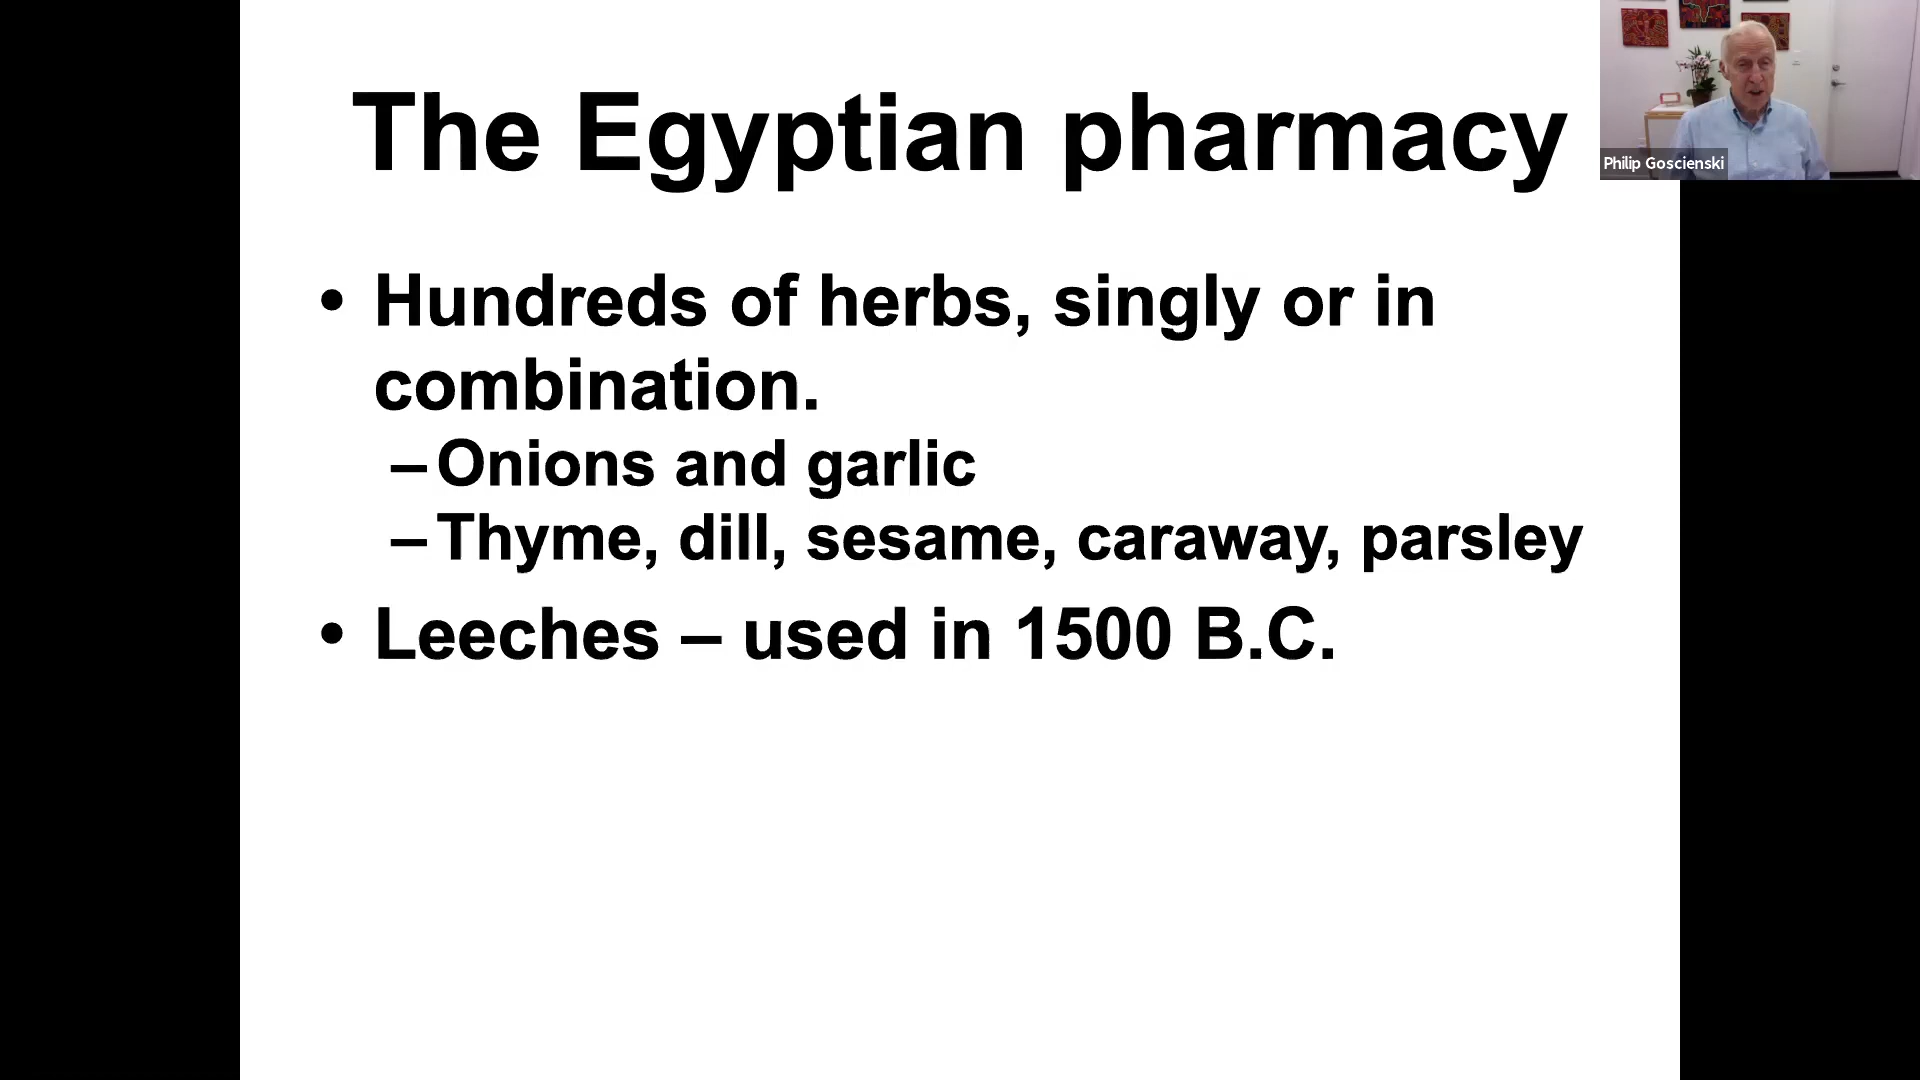 The Egyptian pharmacy
Philip Goscienski
• Hundreds of herbs, singly or in
combination.
– Onions and garlic
– Thyme, dill, sesame, caraway, parsley
• Leeches – used in 1500 B.C.